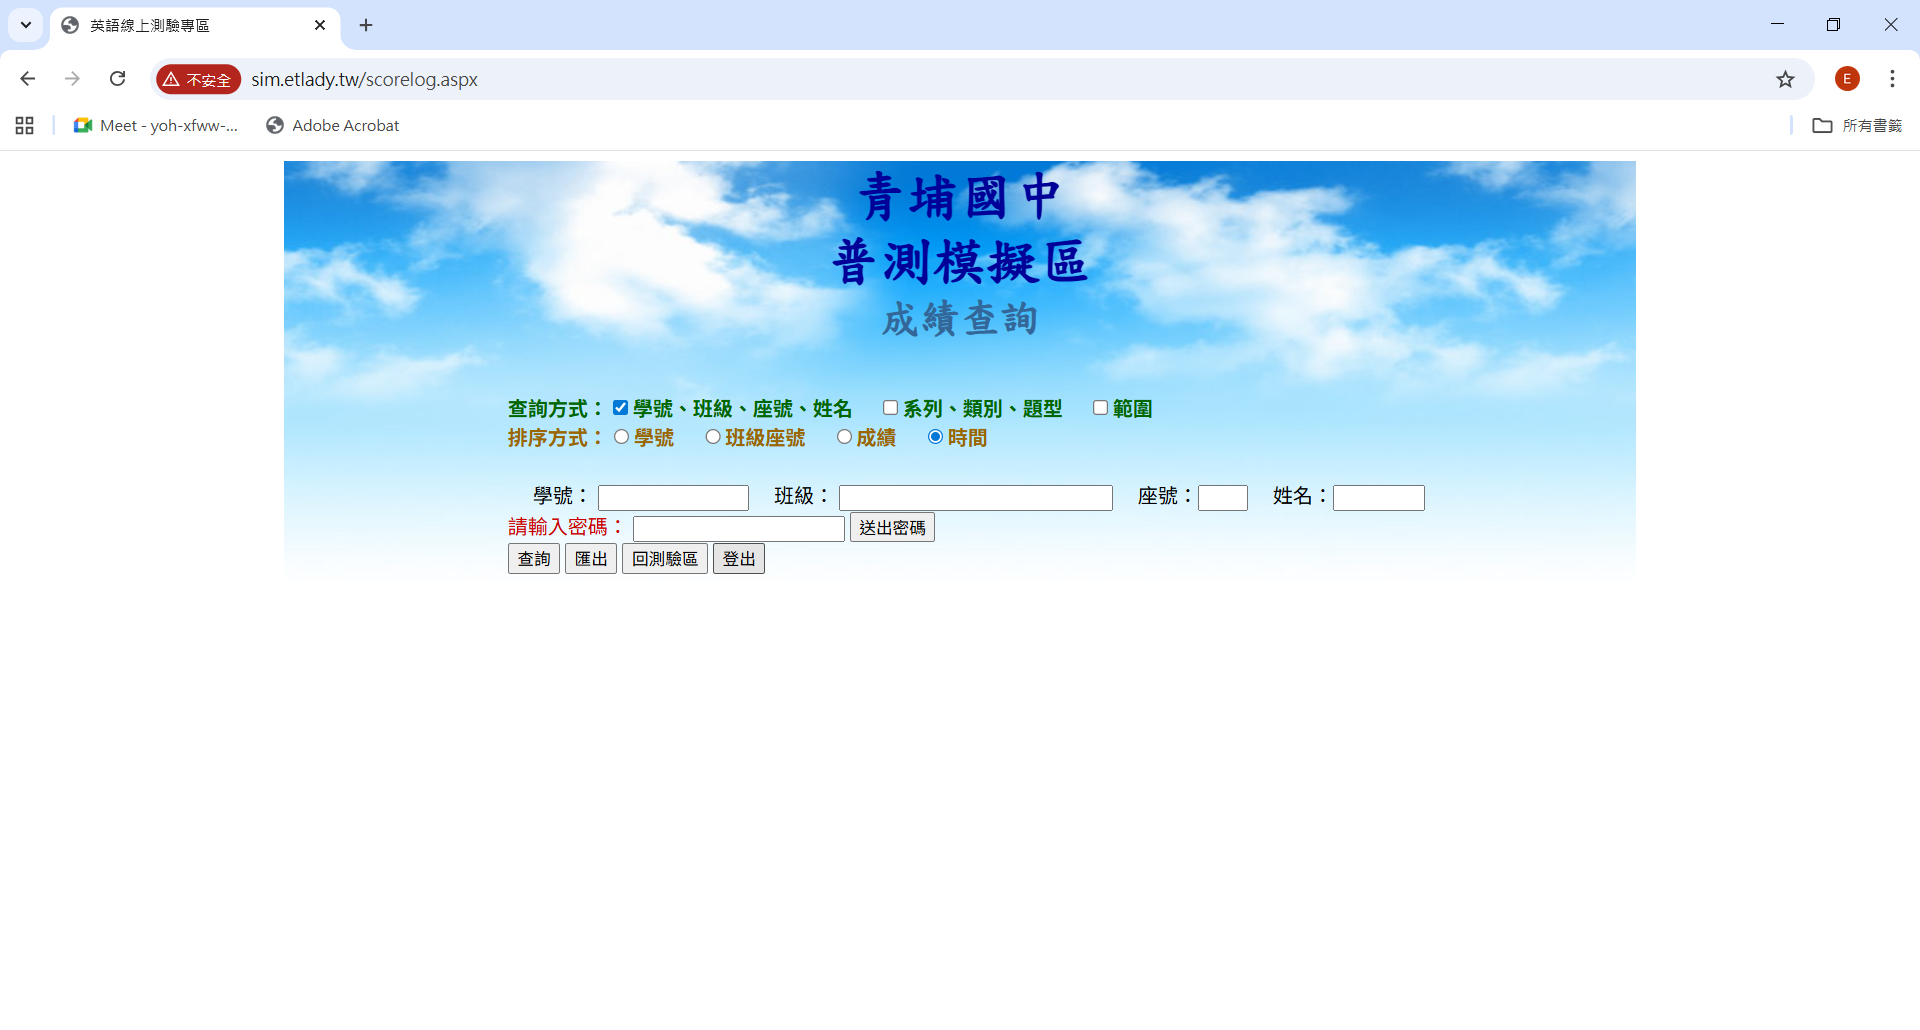 英語線上測驗專區
不安全 sim.etlady.tw/scorelog.aspx E
Meet - yoh-xfww-... Adobe Acrobat 所有書籤
青埔國中
普測模擬區
成績查詢
查詢方式： 學號、班級、座號、姓名 系列、類別、題型 範圍
排序方式： 學號 班級座號 成績 時間
學號： 班級： 座號： 姓名：
請輸入密碼： 送出密碼
查詢 匯出 回測驗區 登出